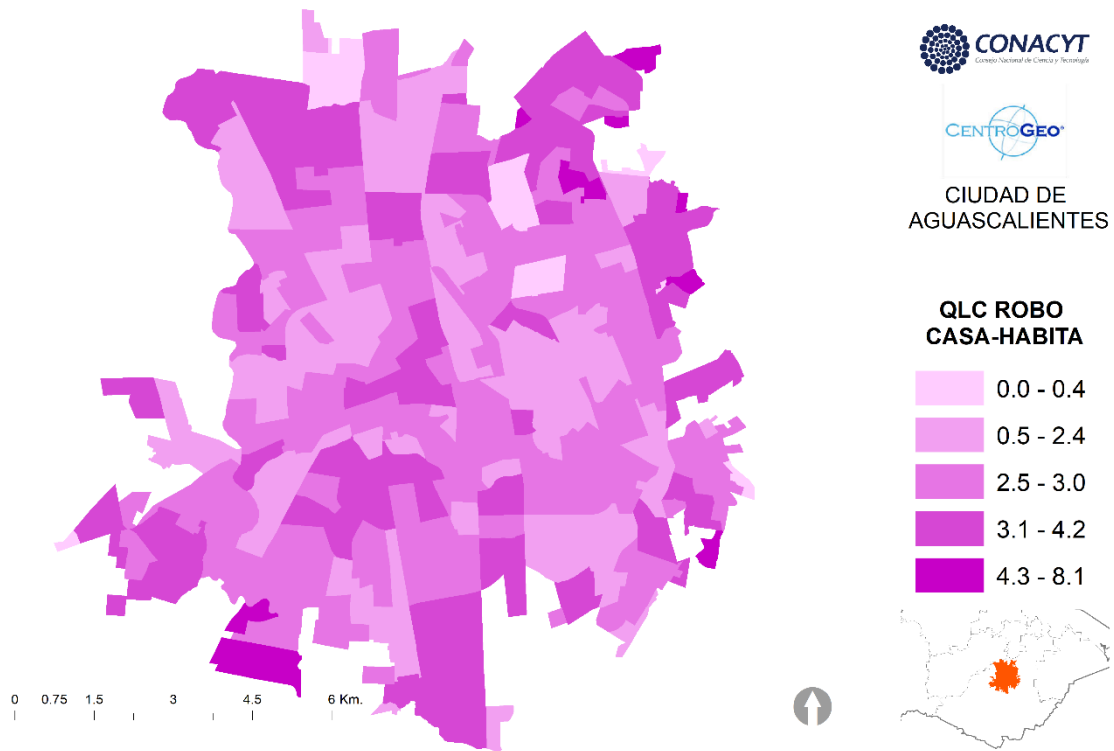 CONACYT
Consejo Nacional de Ciencia y Tecnología
CENTROGEO®
CIUDAD DE
AGUASCALIENTES
QLC ROBO
CASA-HABITA
0.0 - 0.4
0.5 - 2.4
2.5 - 3.0
3.1 - 4.2
4.3 - 8.1
0 0.75 1.5 3 4.5 6 Km.